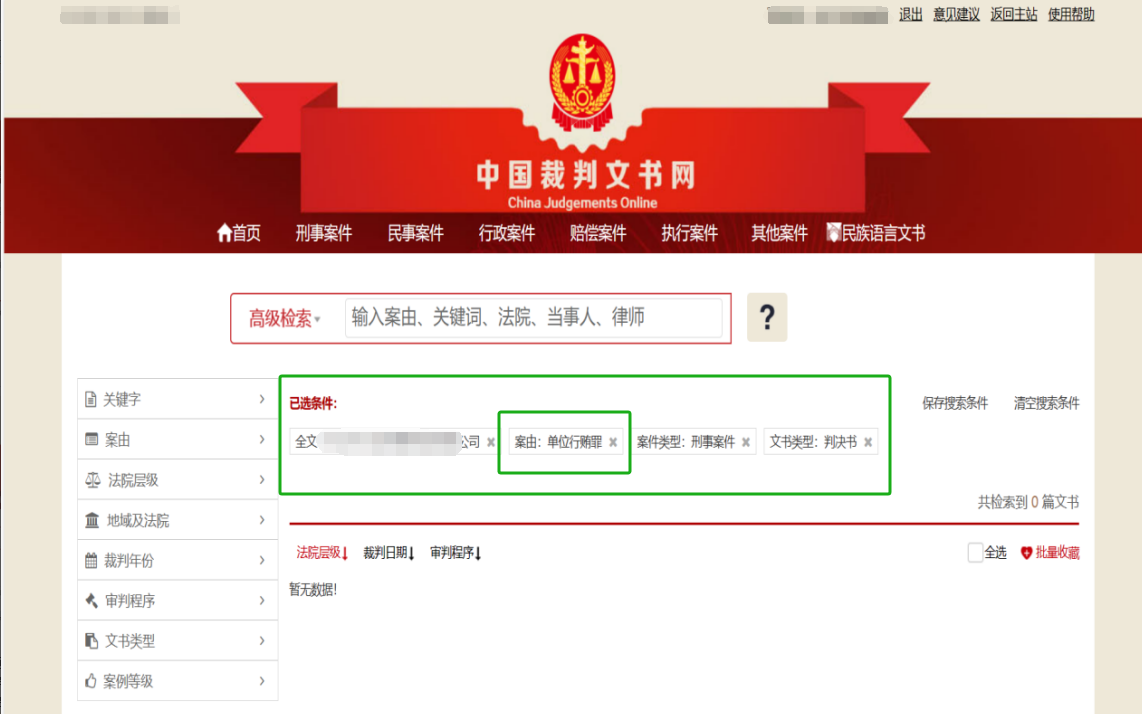 退出 意见建议 返回主站 使用帮助
中国裁判文书网
China Judgements Online
首页 刑事案件 民事案件 行政案件 赔偿案件 执行案件 其他案件 民族语言文书
高级检索 输入案由、关键词、法院、当事人、律师 ?
关键字
案由
法院层级
地域及法院
裁判年份
审判程序
文书类型
案例等级
已选条件: 保存搜索条件 清空搜索条件
全文 公司 × 案由：单位行贿罪 × 案件类型：刑事案件 × 文书类型：判决书 ×
共检索到 0 篇文书
法院层级↓ 裁判日期↓ 审判程序↓ 全选 批量收藏
暂无数据!